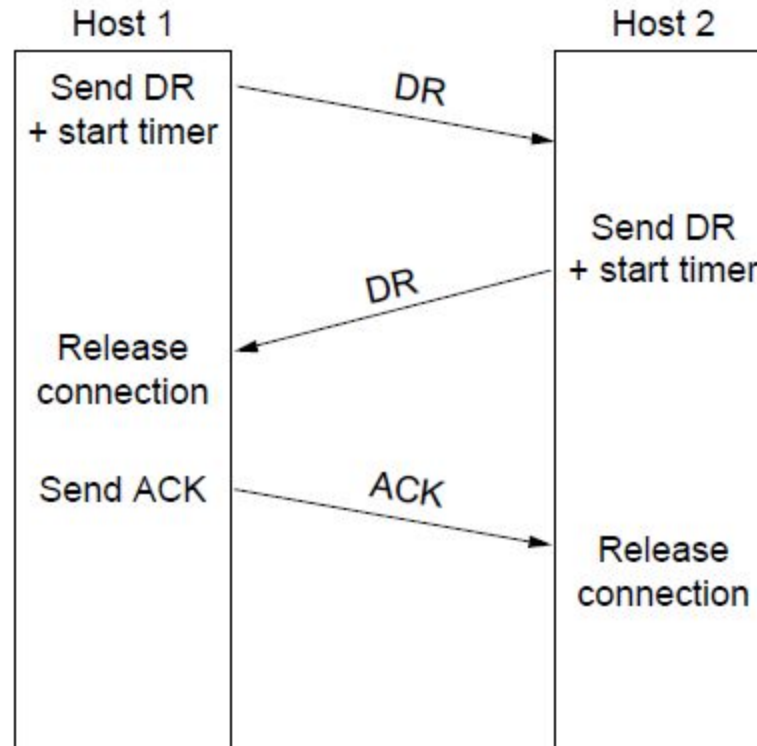 Host 1
Host 2
Send DR
+ start timer
DR
Send DR
+ start timer
DR
Release
connection
Send ACK
ACK
Release
connection